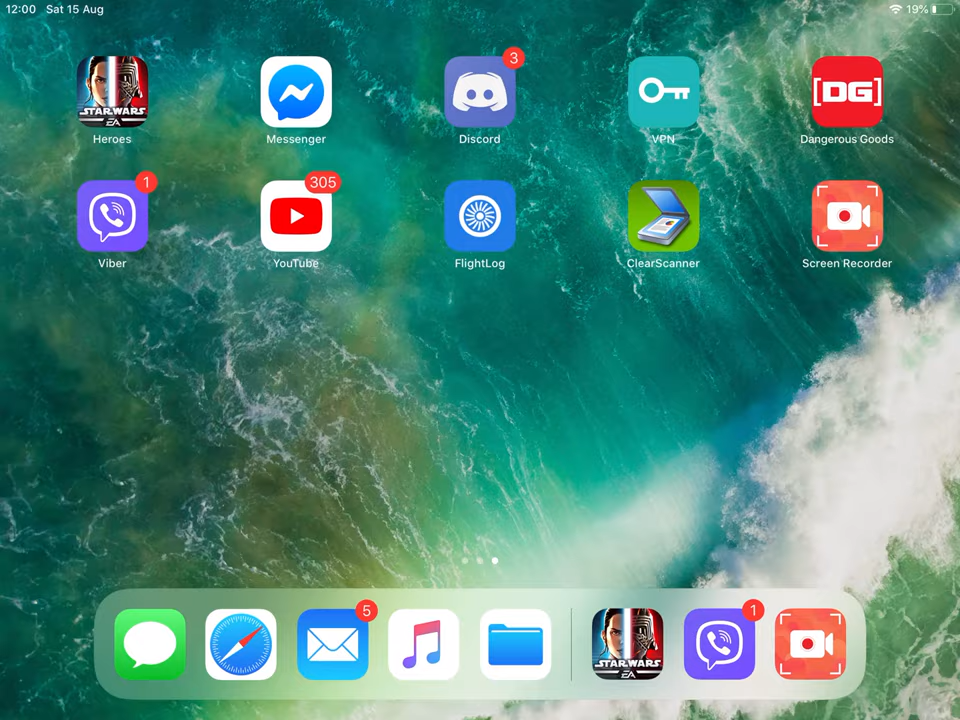 12:00 Sat 15 Aug 19%
3
STAR WARS
EA
[DG]
Heroes Messenger Discord VPN Dangerous Goods
1 305
Viber YouTube FlightLog ClearScanner Screen Recorder
5 1
STAR WARS
EA